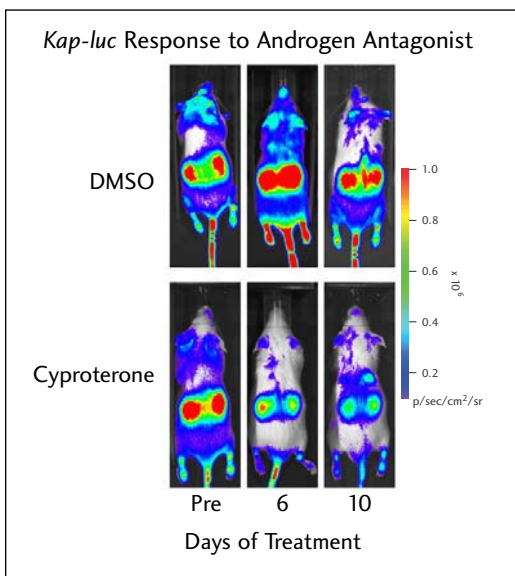 Kap-luc Response to Androgen Antagonist
DMSO
Cyproterone
1.0
0.8
0.6
x 10⁶
0.4
0.2
p/sec/cm²/sr
Pre 6 10
Days of Treatment